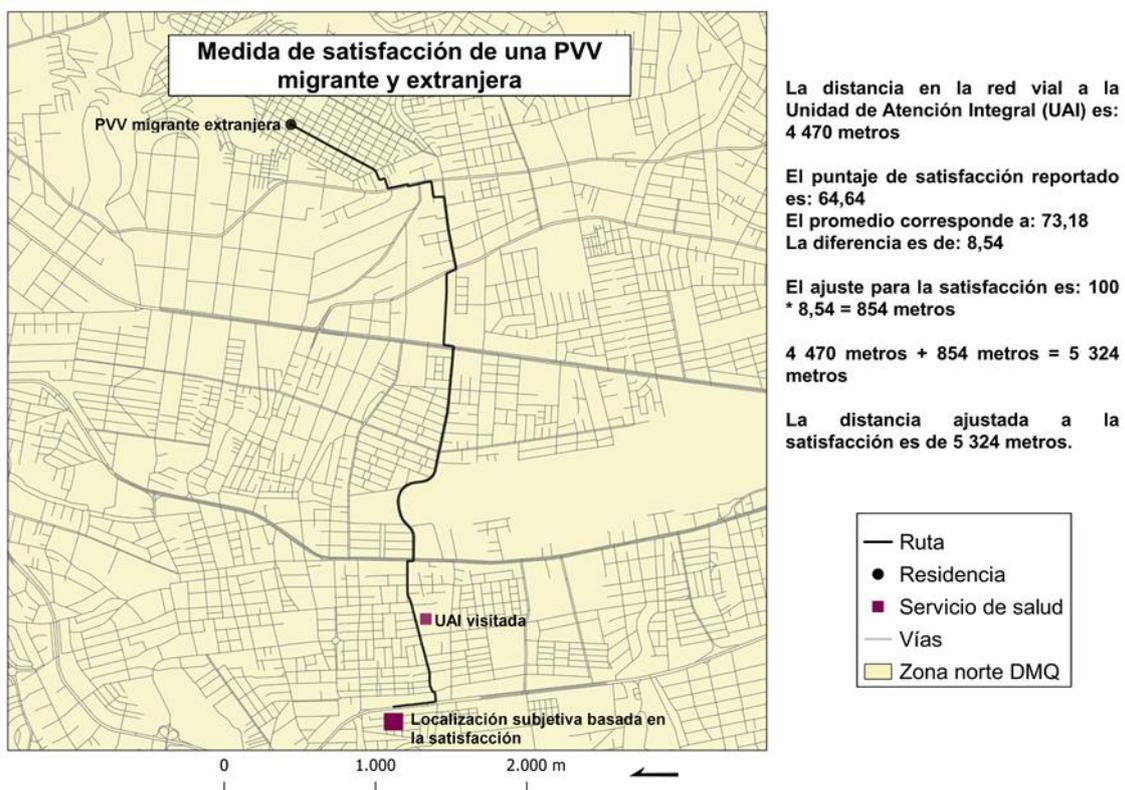 Medida de satisfacción de una PVV
migrante y extranjera
PVV migrante extranjera
UAI visitada
Localización subjetiva basada en
la satisfacción
0 1.000 2.000 m
La distancia en la red vial a la
Unidad de Atención Integral (UAI) es:
4 470 metros
El puntaje de satisfacción reportado
es: 64,64
El promedio corresponde a: 73,18
La diferencia es de: 8,54
El ajuste para la satisfacción es: 100
* 8,54 = 854 metros
4 470 metros + 854 metros = 5 324
metros
La distancia ajustada a la
satisfacción es de 5 324 metros.
Ruta
Residencia
Servicio de salud
Vías
Zona norte DMQ